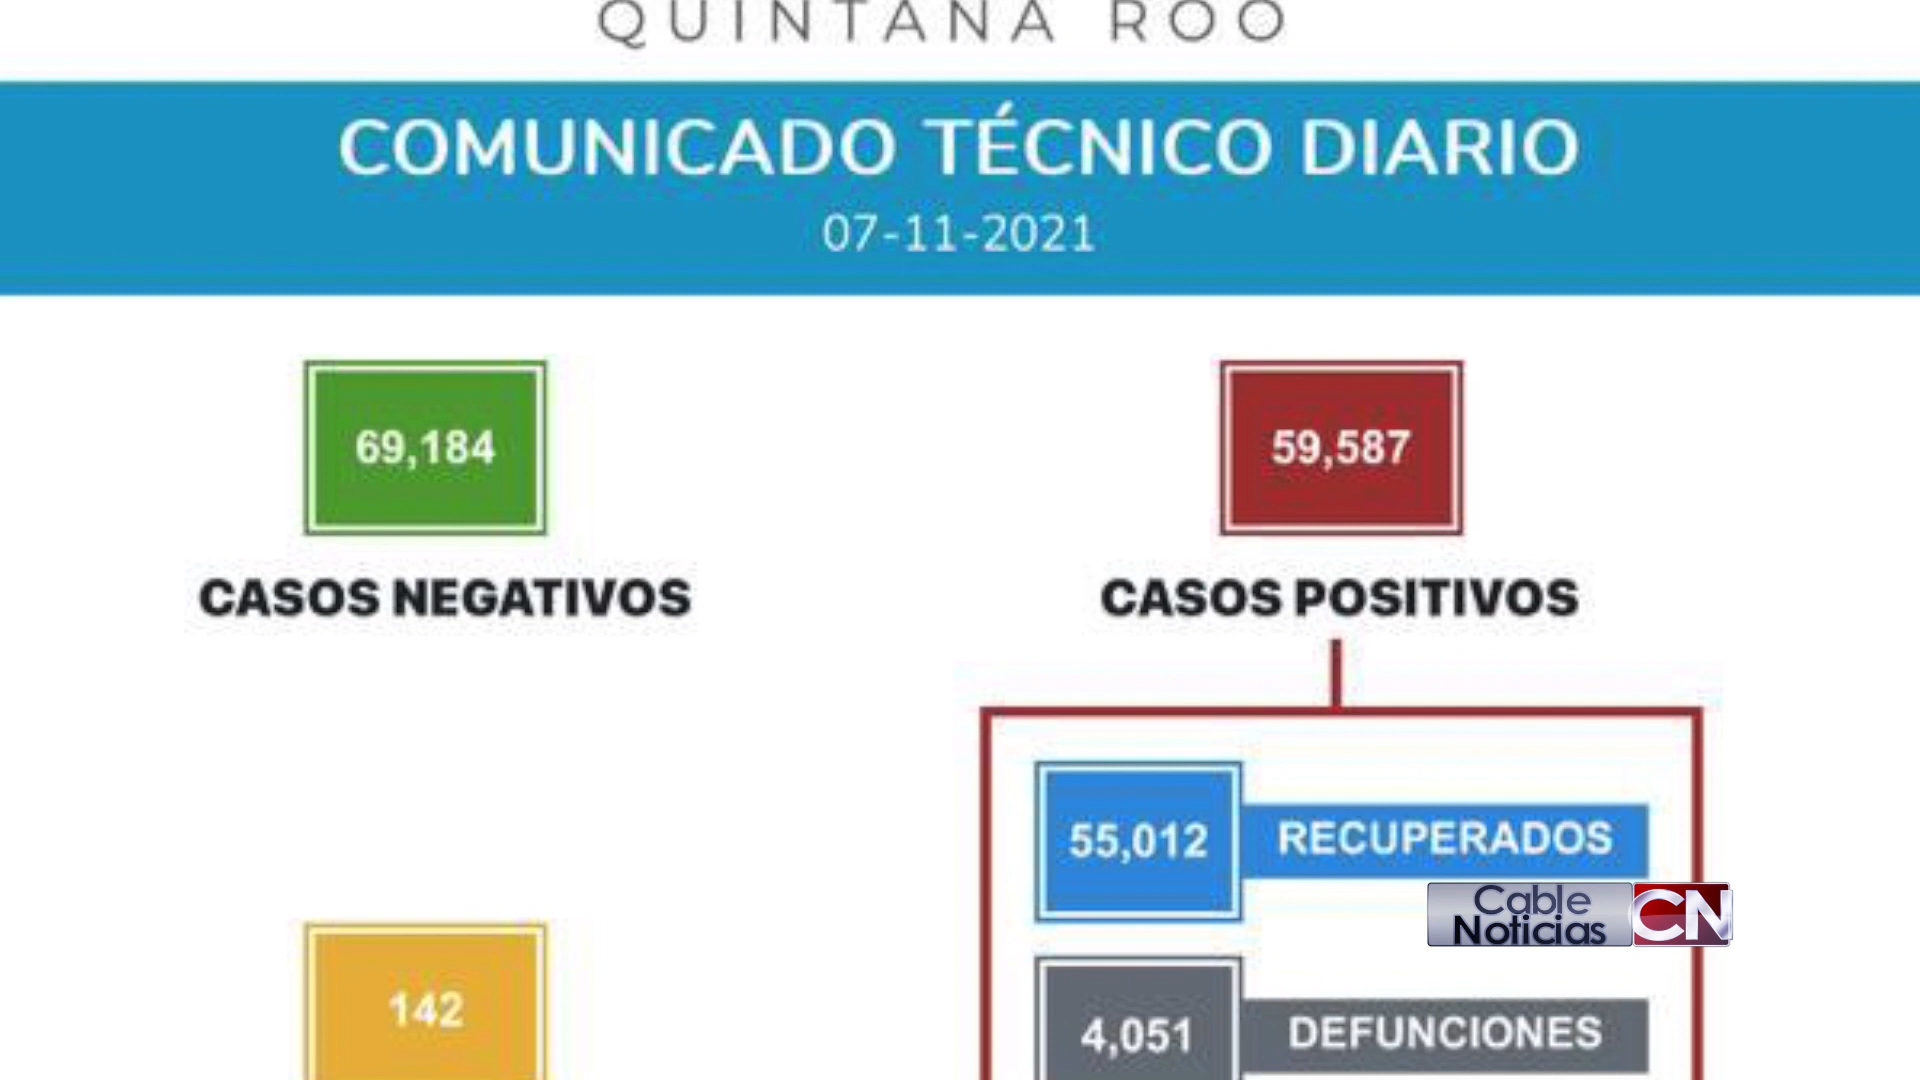 QUINTANA ROO
COMUNICADO TÉCNICO DIARIO
07-11-2021
69,184
59,587
CASOS NEGATIVOS
CASOS POSITIVOS
55,012
RECUPERADOS
Cable
Noticias
CN
142
4,051
DEFUNCIONES